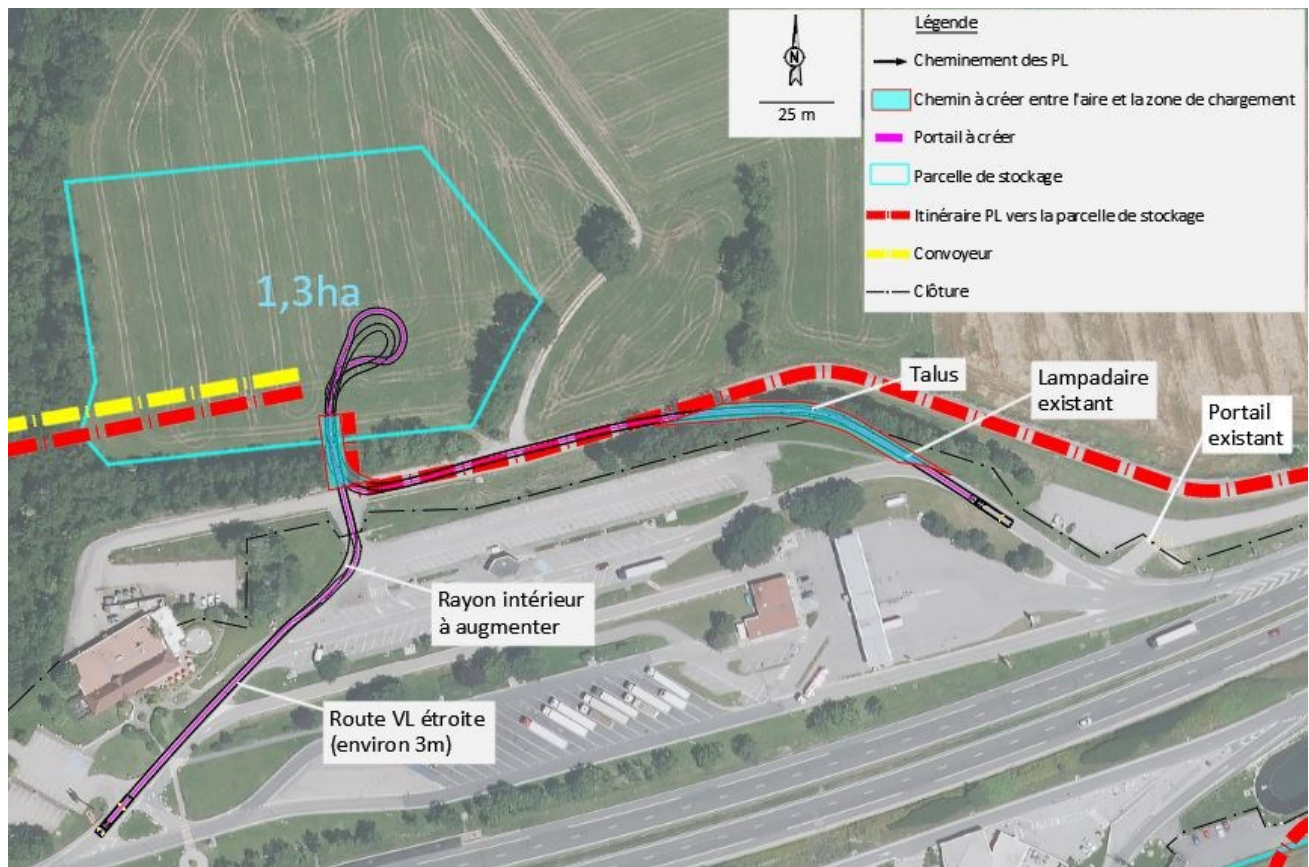 Légende
N
25 m
Cheminement des PL
Chemin à créer entre l'aire et la zone de chargement
Portail à créer
Parcelle de stockage
Itinéraire PL vers la parcelle de stockage
Convoyeur
Clôture
1,3ha
Talus
Lampadaire
existant
Portail
existant
Rayon intérieur
à augmenter
Route VL étroite
(environ 3m)